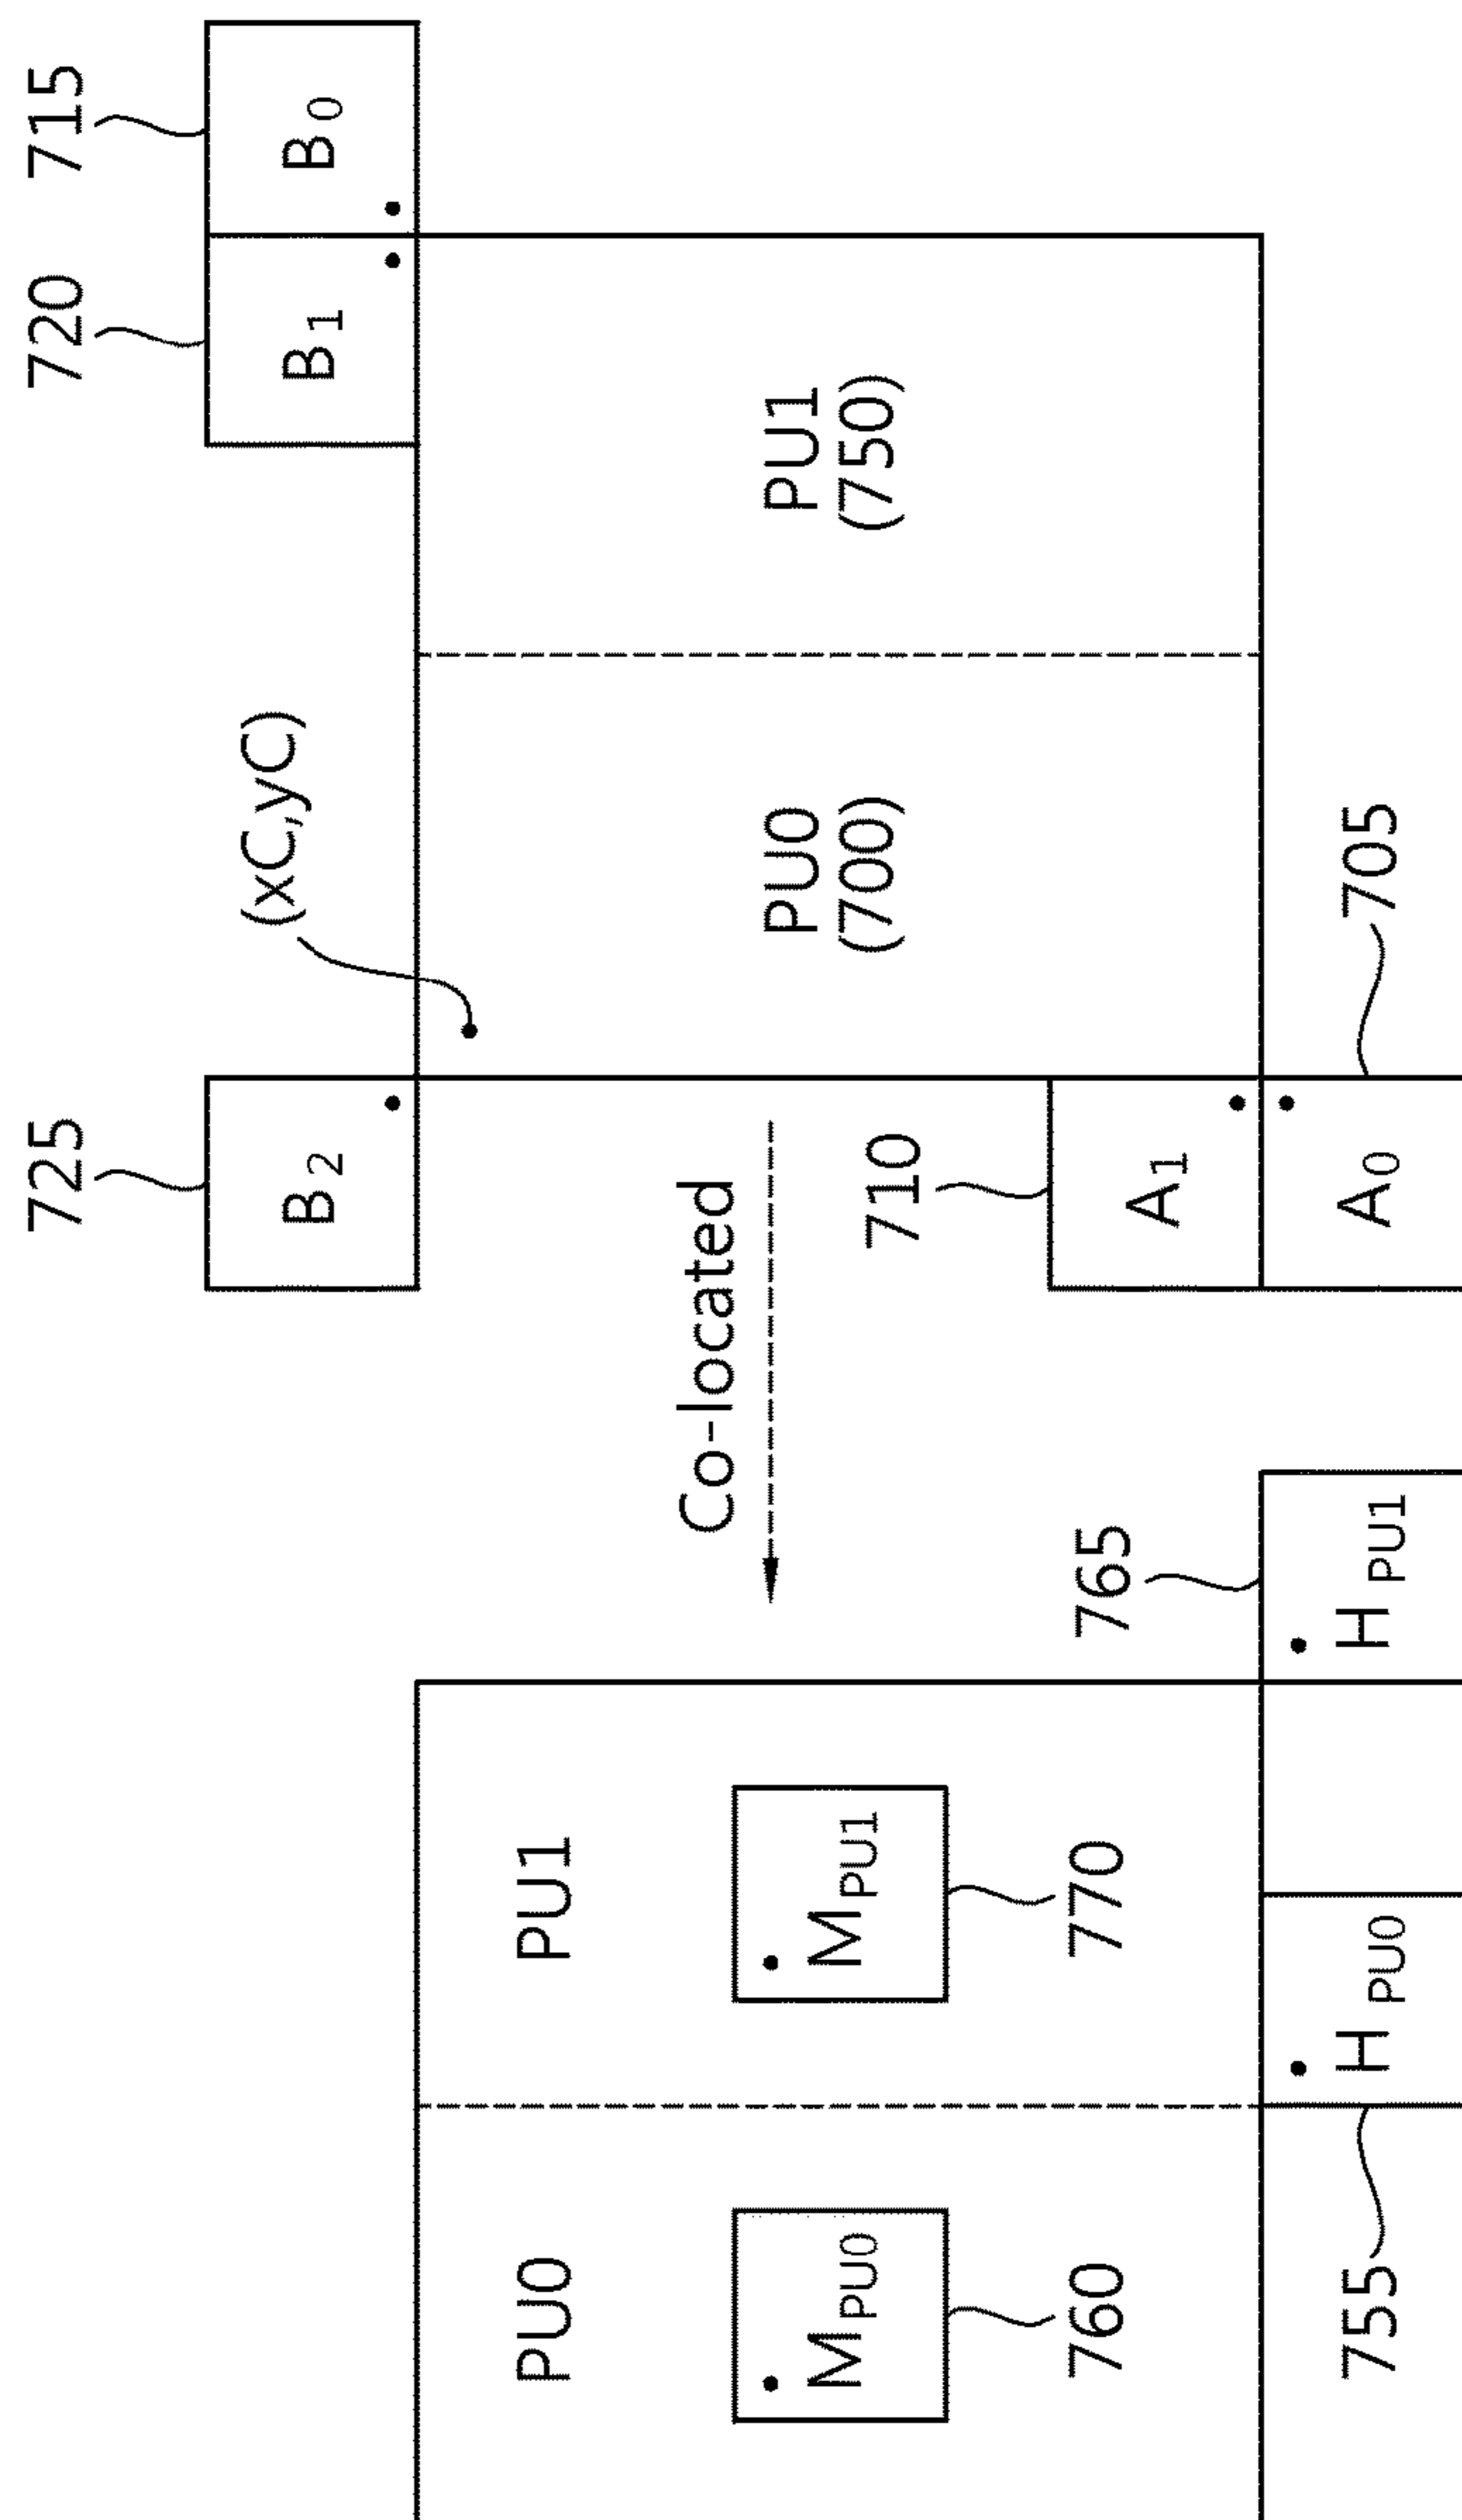 725
720
715
(xC,yC)
B2
B1
B0
Co-located
PU0
(700)
PU1
(750)
710
A1
A0
705
PU0
PU1
MPU0
MPU1
760
770
765
755
HPU0
HPU1